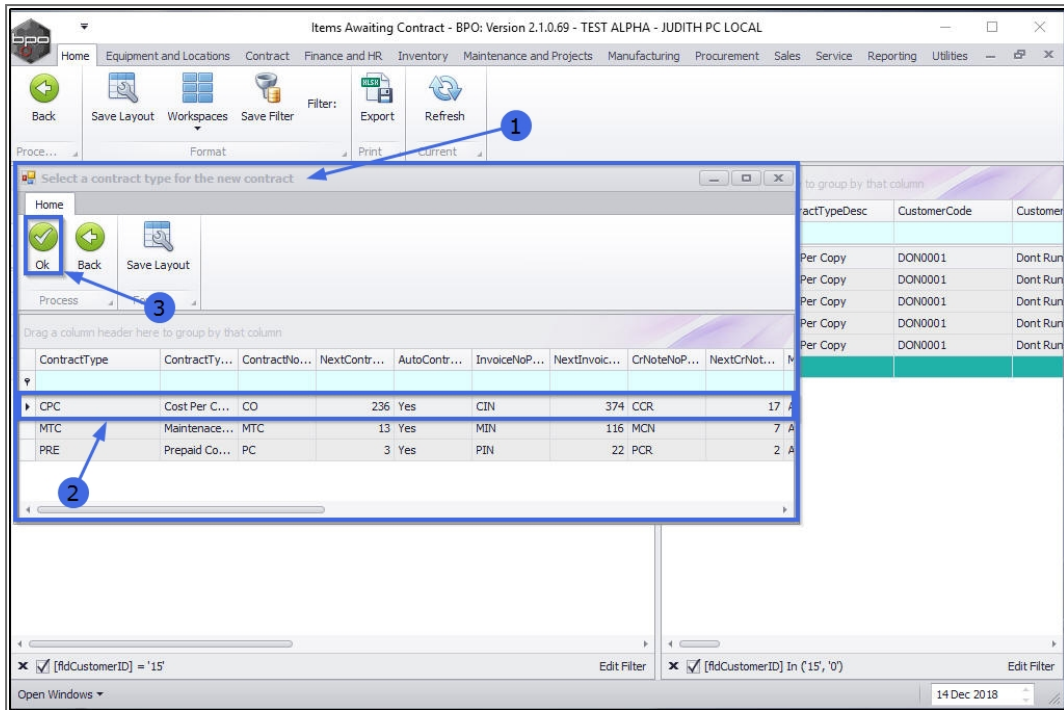 bpo
Items Awaiting Contract - BPO: Version 2.1.0.69 - TEST ALPHA - JUDITH PC LOCAL
Home Equipment and Locations Contract Finance and HR Inventory Maintenance and Projects Manufacturing Procurement Sales Service Reporting Utilities
Back Save Layout Workspaces Save Filter Filter: Export Refresh
Proce... Format Print Current
1
Select a contract type for the new contract
Home
Ok Back Save Layout
Process
3
Drag a column header here to group by that column
ContractType ContractTy... ContractNo... NextContr... AutoContr... InvoiceNoP... NextInvoic... CrNoteNoP... NextCrNot... M
CPC Cost Per C... CO 236 Yes CIN 374 CCR 17 A
MTC Maintenace... MTC 13 Yes MIN 116 MCN 7 A
PRE Prepaid Co... PC 3 Yes PIN 22 PCR 2 A
2
to group by that column
actTypeDesc CustomerCode Customer
Per Copy DON0001 Dont Run
Per Copy DON0001 Dont Run
Per Copy DON0001 Dont Run
Per Copy DON0001 Dont Run
Per Copy DON0001 Dont Run
[fldCustomerID] = '15' Edit Filter
[fldCustomerID] In ('15', '0') Edit Filter
Open Windows 14 Dec 2018